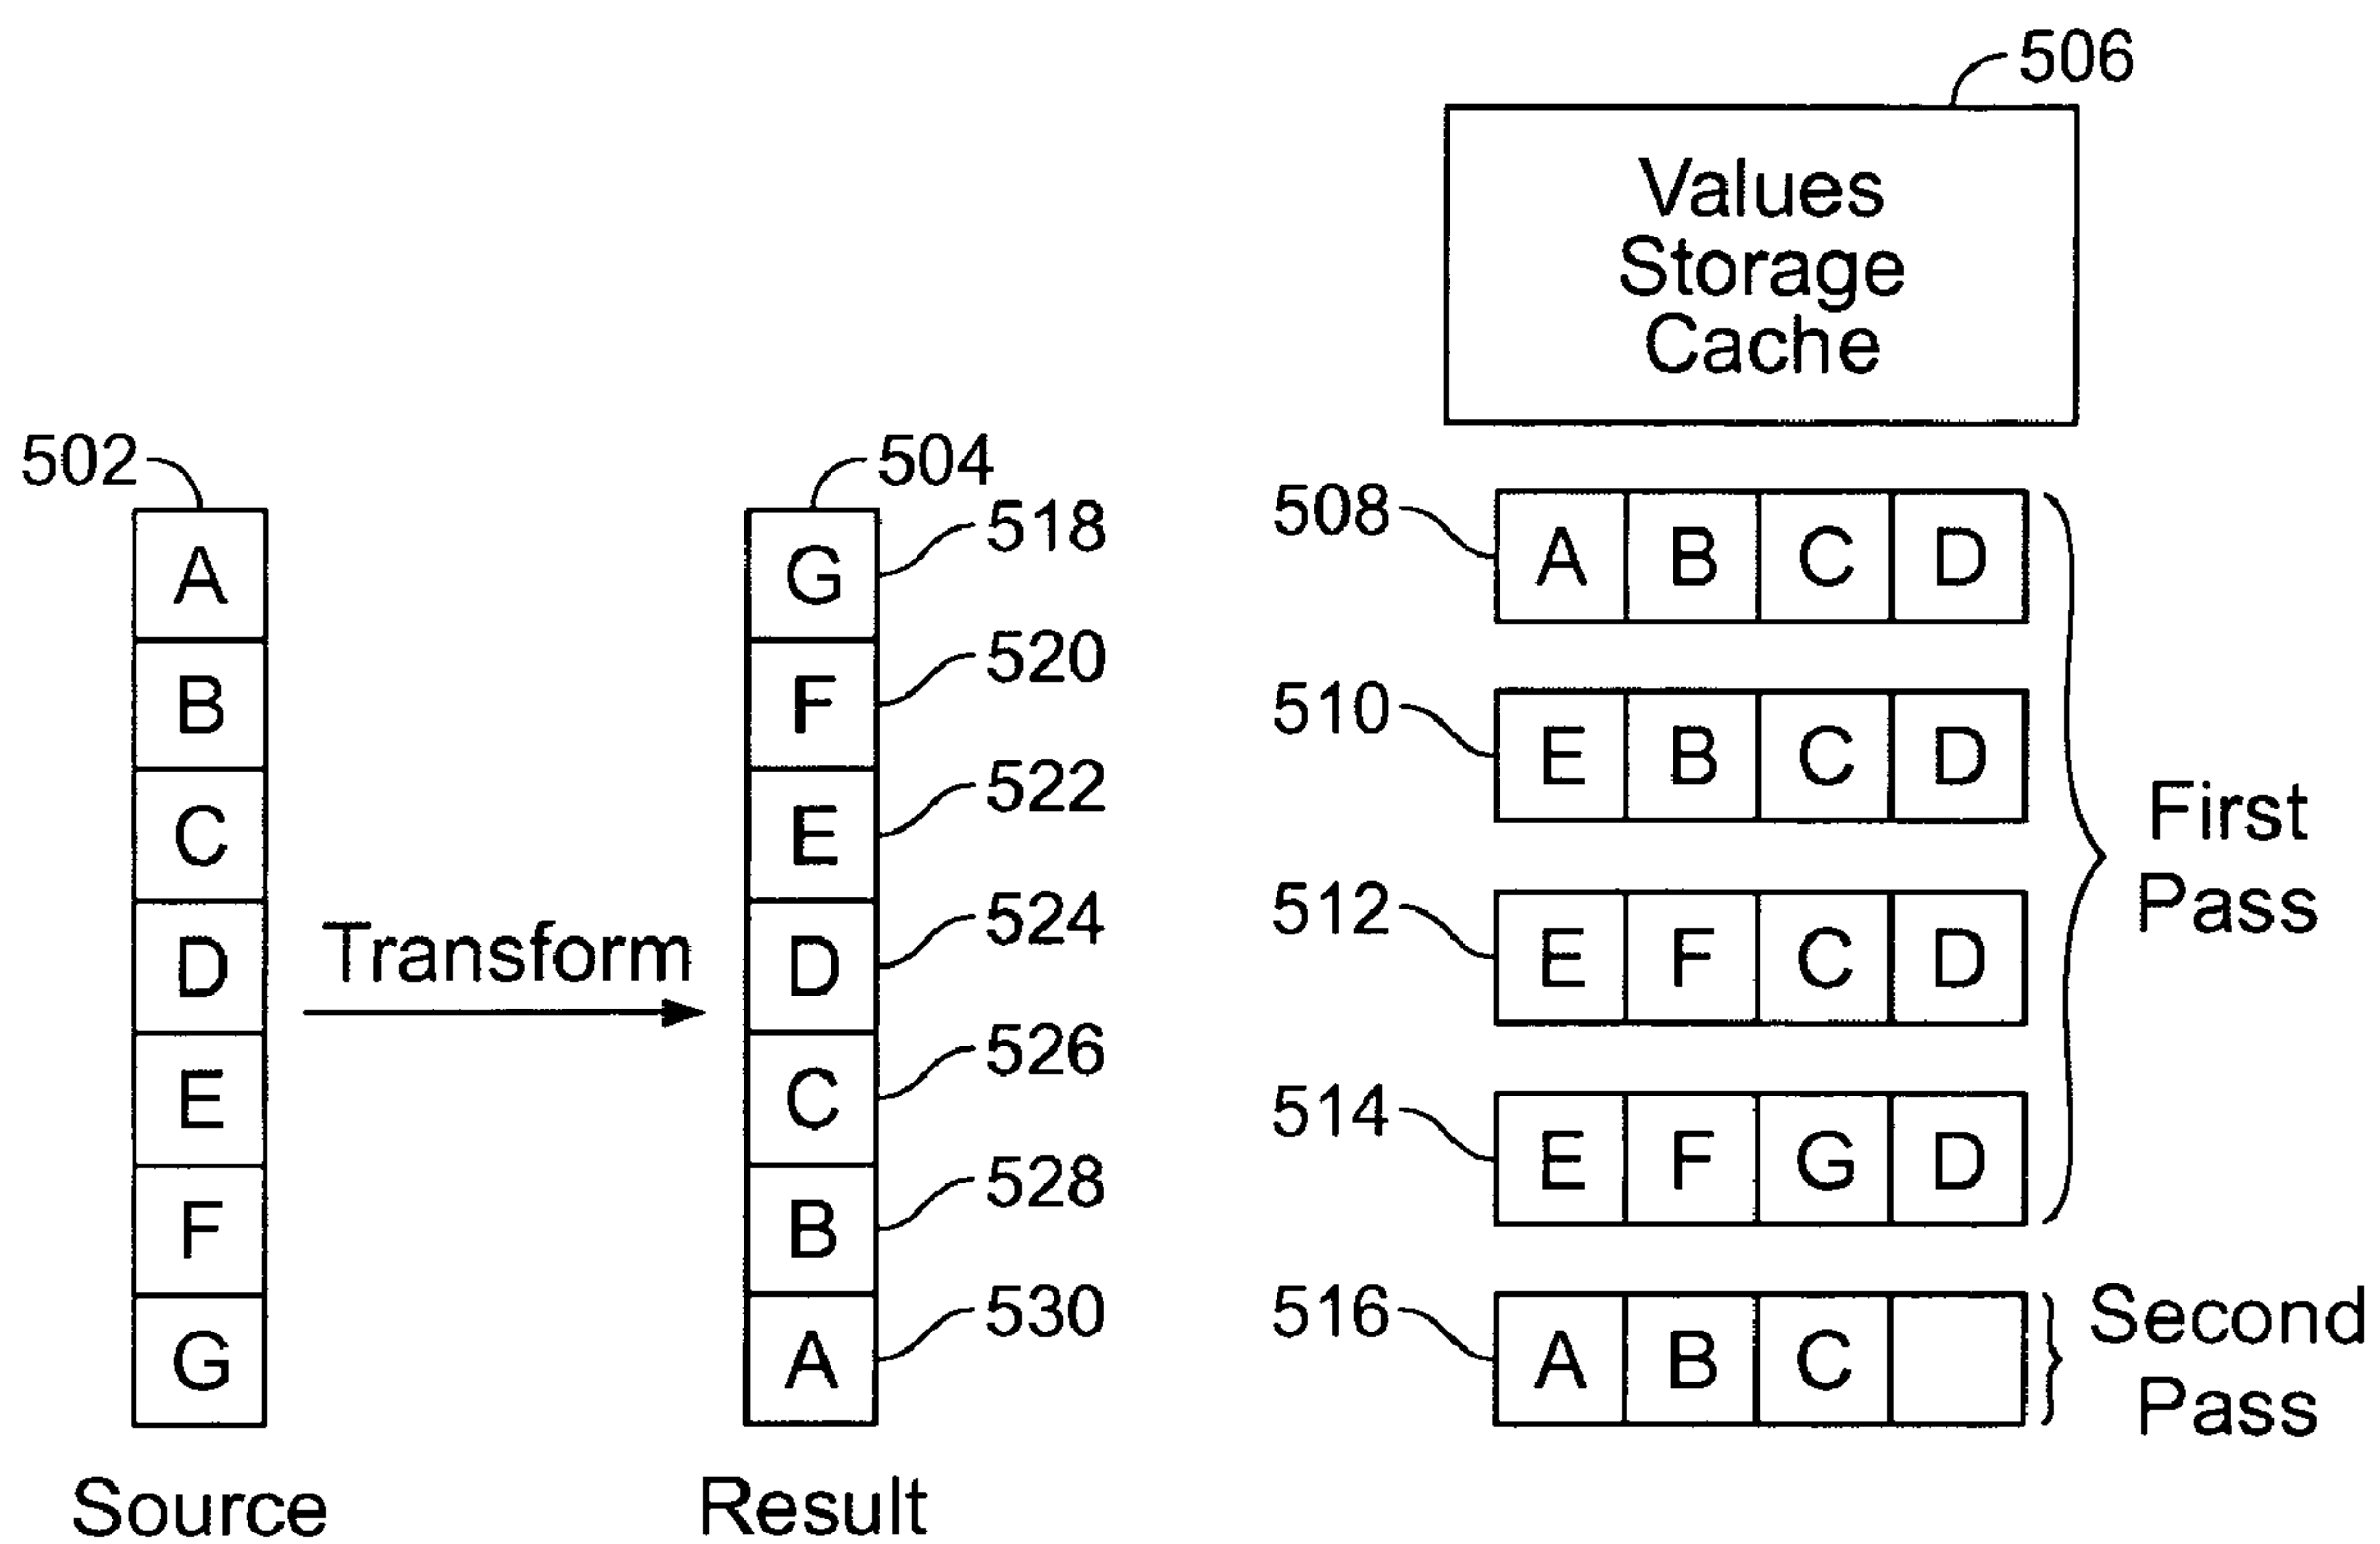 506
Values
Storage
Cache
502
A
B
C
D
E
F
G
Source
Transform
504
G 518
F 520
E 522
D 524
C 526
B 528
A 530
Result
508 A B C D
510 E B C D
512 E F C D
514 E F G D
First
Pass
516 A B C
Second
Pass